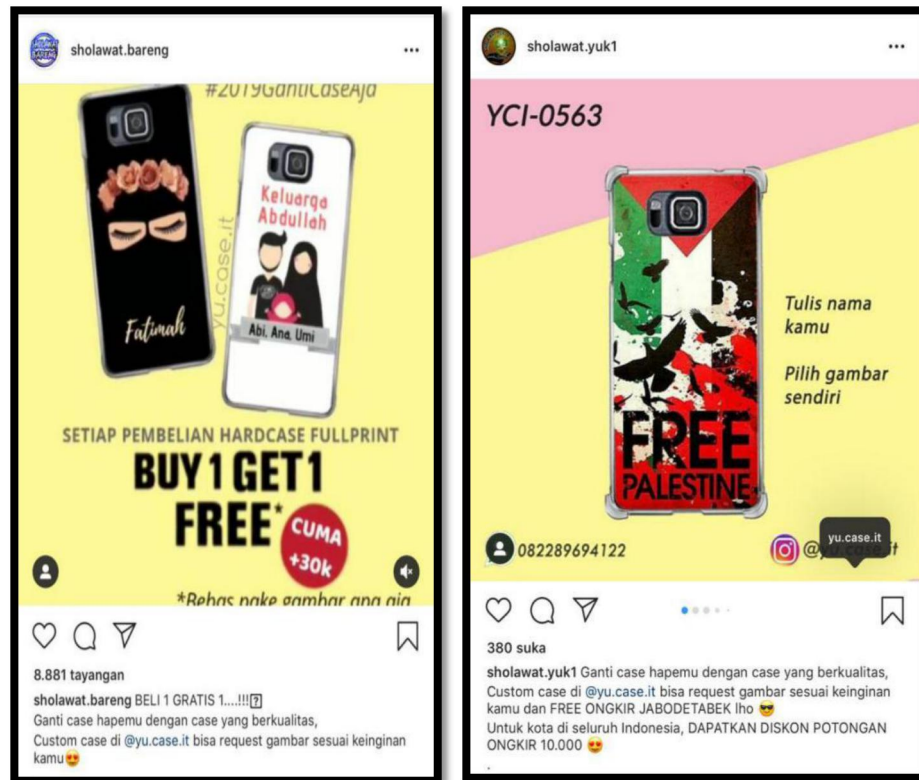 sholawat.bareng
#2019GantiCaseAja
Fatimah
yu.case.it
Keluarga
Abdullah
Abi, Ana, Umi
SETIAP PEMBELIAN HARDCASE FULLPRINT
BUY 1 GET 1
FREE*
CUMA
+30k
*Bebas pake gambar apa aja
8.881 tayangan
sholawat.bareng BELI 1 GRATIS 1....!!!
Ganti case hapemu dengan case yang berkualitas,
Custom case di @yu.case.it bisa request gambar sesuai keinginan
kamu😍
sholawat.yuk1
YCI-0563
FREE
PALESTINE
Tulis nama
kamu
Pilih gambar
sendiri
082289694122
@yu.case.it
yu.case.it
380 suka
sholawat.yuk1 Ganti case hapemu dengan case yang berkualitas,
Custom case di @yu.case.it bisa request gambar sesuai keinginan
kamu dan FREE ONGKIR JABODETABEK lho 😎
Untuk kota di seluruh Indonesia, DAPATKAN DISKON POTONGAN
ONGKIR 10.000 😍
.